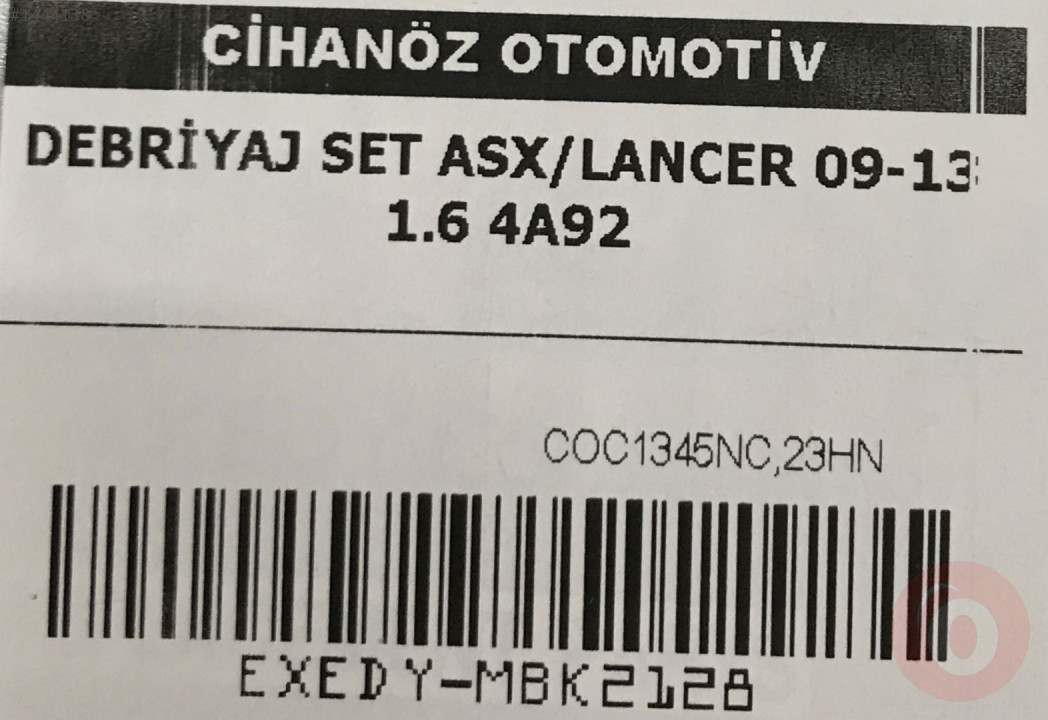 CİHANÖZ OTOMOTİV
DEBRİYAJ SET ASX/LANCER 09-13
1.6 4A92
COC1345NC,23HN
EXEDY-MBK2128